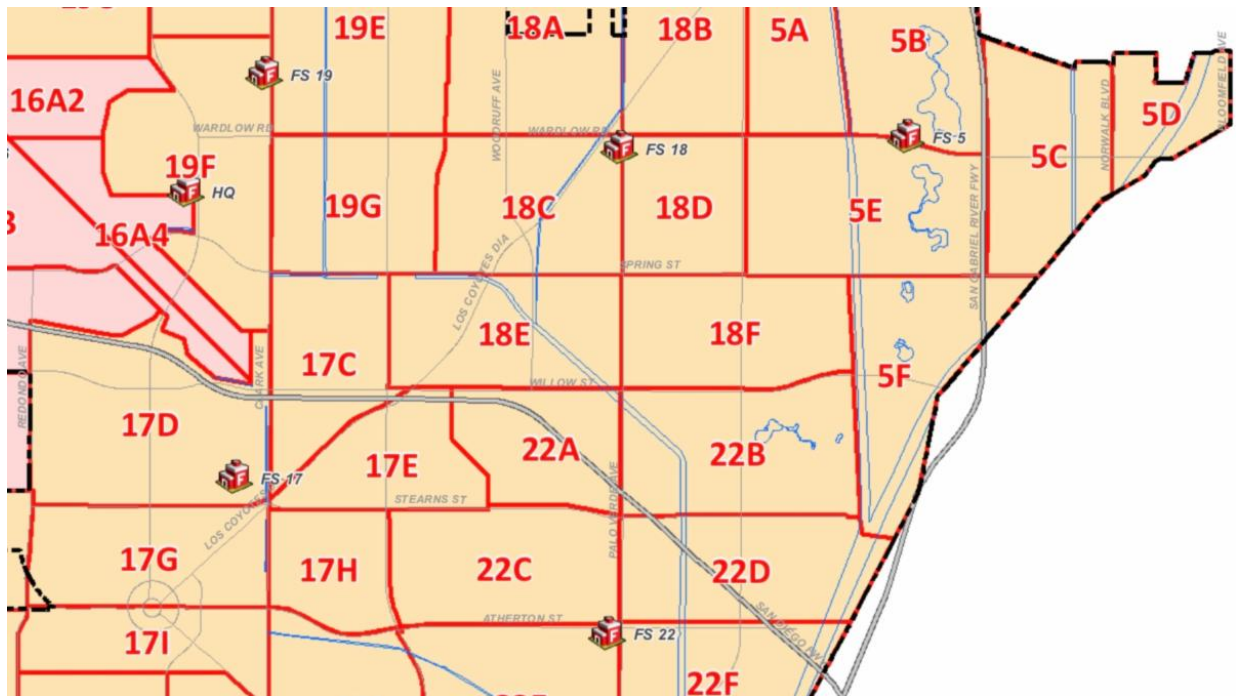 19E
18A
18B
5A
5B
FS 19
16A2
WARDLOW RD
WOODRUFF AVE
WARDLOW RD
FS 18
FS 5
NORWALK BLVD
5D
5C
19F
HQ
19G
18C
18D
5E
16A4
LOS COYOTES DIA
SPRING ST
SAN GABRIEL RIVER FWY
18E
18F
17C
5F
REDONDO AVE
CLARK AVE
WILLOW ST
17D
17E
22A
22B
FS 17
STEARNS ST
PALO VERDE AVE
LOS COYOTES
17G
17H
22C
22D
ATHERTON ST
SAN DIEGO FWY
FS 22
17I
22F